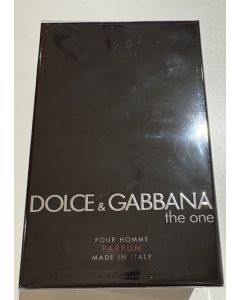 DOLCE & GABBANA
the one
POUR HOMME
PARFUM
MADE IN ITALY